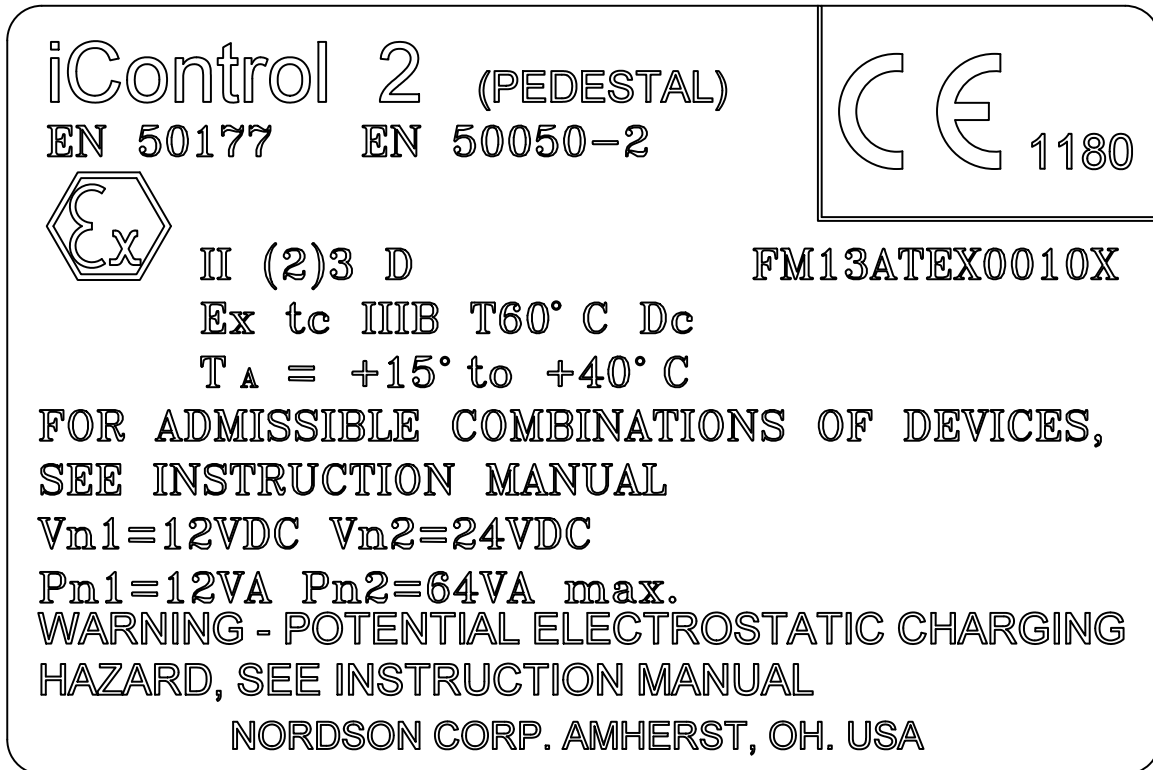 iControl 2 (PEDESTAL)
EN 50177 EN 50050-2
CE 1180
Ex
II (2)3 D FM13ATEX0010X
Ex tc IIIB T60° C Dc
TA = +15° to +40° C
FOR ADMISSIBLE COMBINATIONS OF DEVICES,
SEE INSTRUCTION MANUAL
Vn1=12VDC Vn2=24VDC
Pn1=12VA Pn2=64VA max.
WARNING - POTENTIAL ELECTROSTATIC CHARGING
HAZARD, SEE INSTRUCTION MANUAL
NORDSON CORP. AMHERST, OH. USA